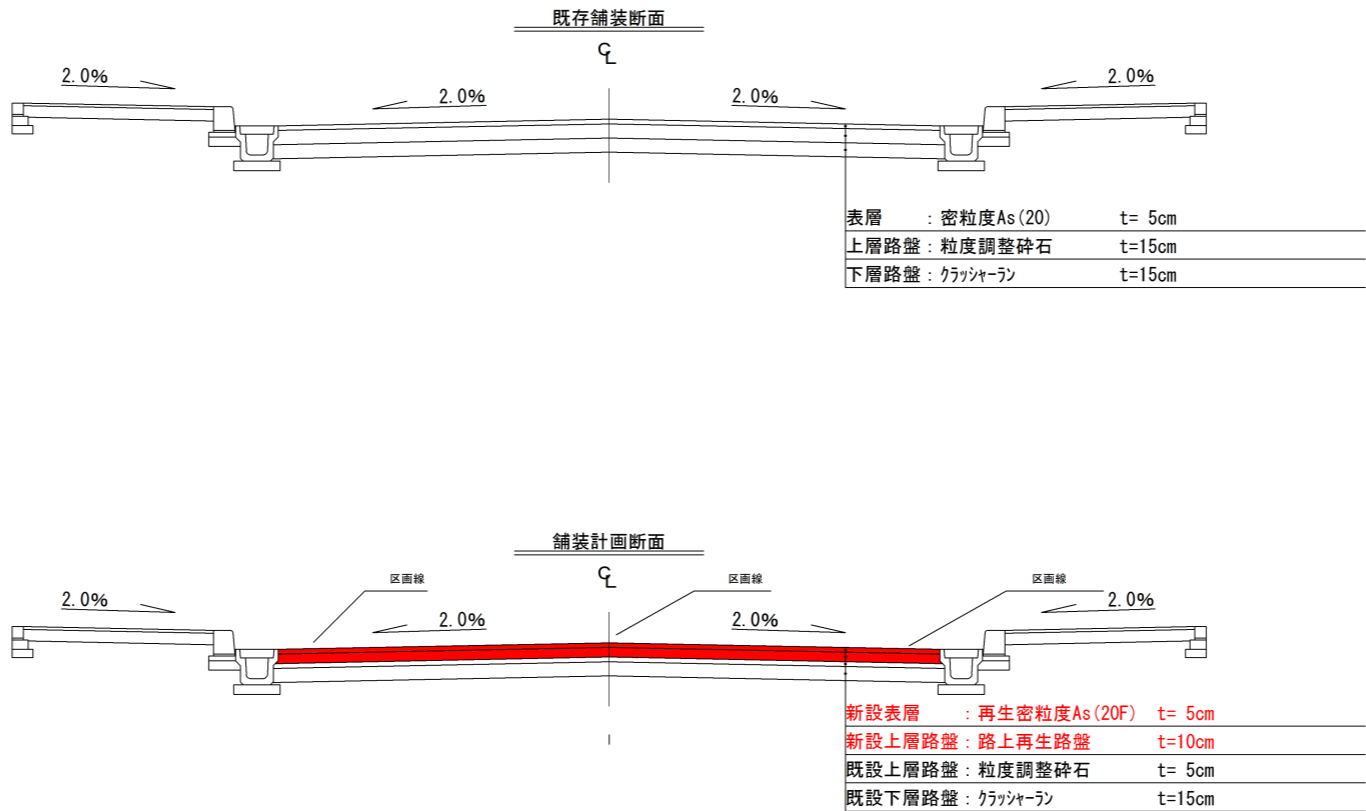 既存舗装断面
CL
2.0%
2.0%
2.0%
2.0%
表層 : 密粒度As(20) t= 5cm
上層路盤 : 粒度調整砕石 t=15cm
下層路盤 : クラッシャーラン t=15cm
舗装計画断面
CL
区画線
区画線
区画線
2.0%
2.0%
2.0%
2.0%
新設表層 : 再生密粒度As(20F) t= 5cm
新設上層路盤 : 路上再生路盤 t=10cm
既設上層路盤 : 粒度調整砕石 t= 5cm
既設下層路盤 : クラッシャーラン t=15cm